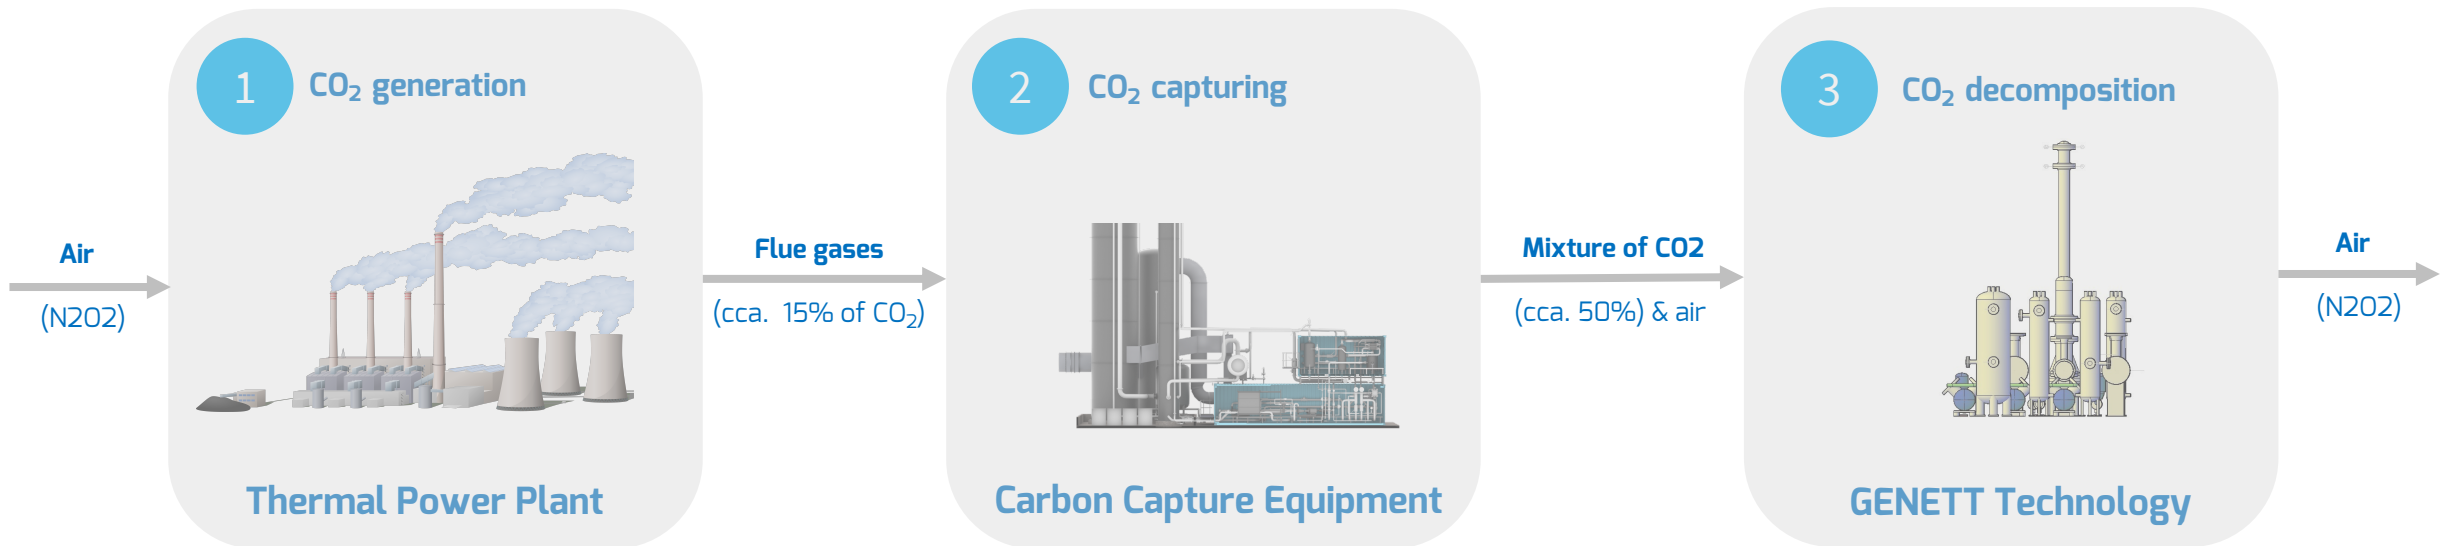 1
CO₂ generation
Thermal Power Plant
Air
(N2O2)
2
CO₂ capturing
Carbon Capture Equipment
Flue gases
(cca. 15% of CO₂)
3
CO₂ decomposition
GENETT Technology
Mixture of CO2
(cca. 50%) & air
Air
(N2O2)